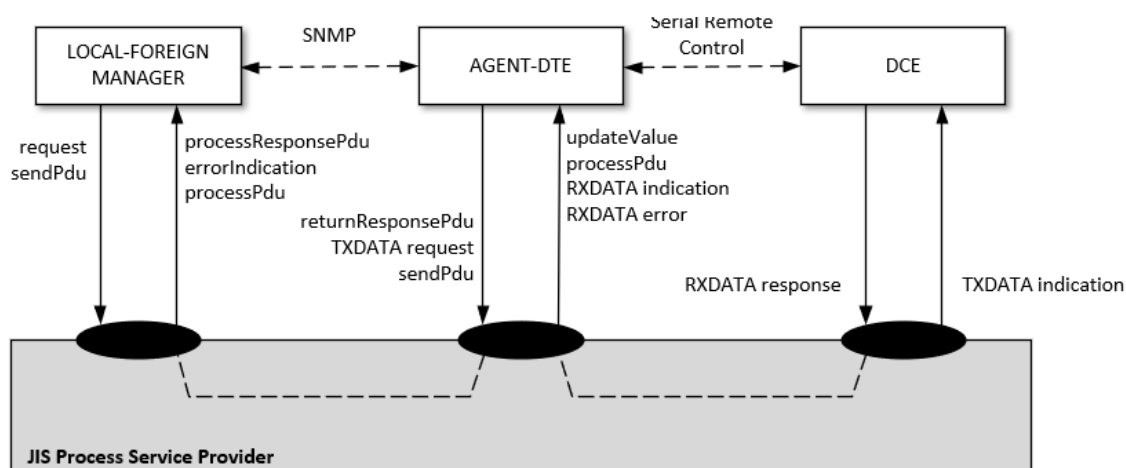 LOCAL-FOREIGN
MANAGER
SNMP
AGENT-DTE
Serial Remote
Control
DCE
request
sendPdu
processResponsePdu
errorIndication
processPdu
returnResponsePdu
TXDATA request
sendPdu
updateValue
processPdu
RXDATA indication
RXDATA error
RXDATA response
TXDATA indication
JIS Process Service Provider